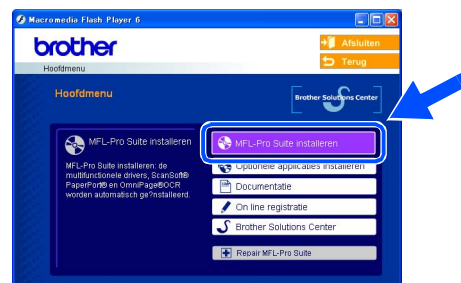 Macromedia Flash Player 6
brother
Afsluiten
Terug
Hoofdmenu
Hoofdmenu
Brother Solutions Center
MFL-Pro Suite installeren
MFL-Pro Suite installeren: de
multifunctionele drivers, ScanSoft®
PaperPort® en OmniPage®OCR
worden automatisch ge?nstalleerd.
MFL-Pro Suite installeren
Optionele applicaties installeren
Documentatie
On line registratie
Brother Solutions Center
Repair MFL-Pro Suite